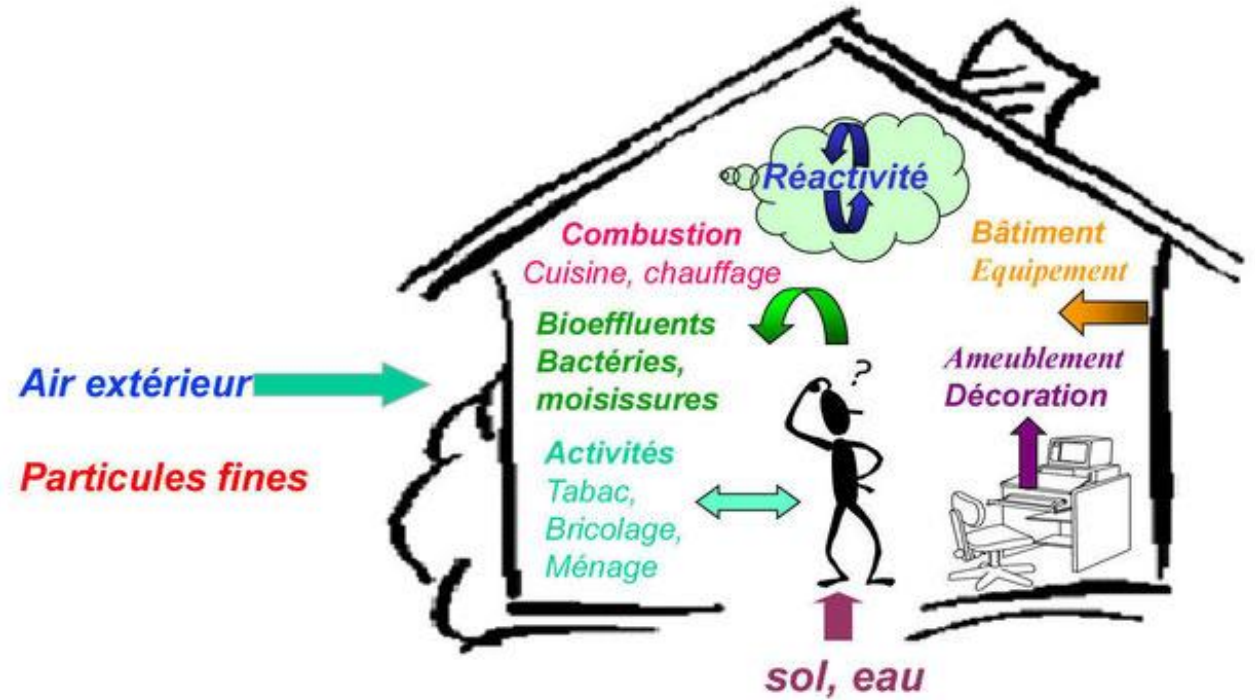 Réactivité
Combustion
Cuisine, chauffage
Bâtiment
Equipement
Bioeffluents
Bactéries,
moisissures
Ameublement
Décoration
Air extérieur
Particules fines
Activités
Tabac,
Bricolage,
Ménage
?
sol, eau